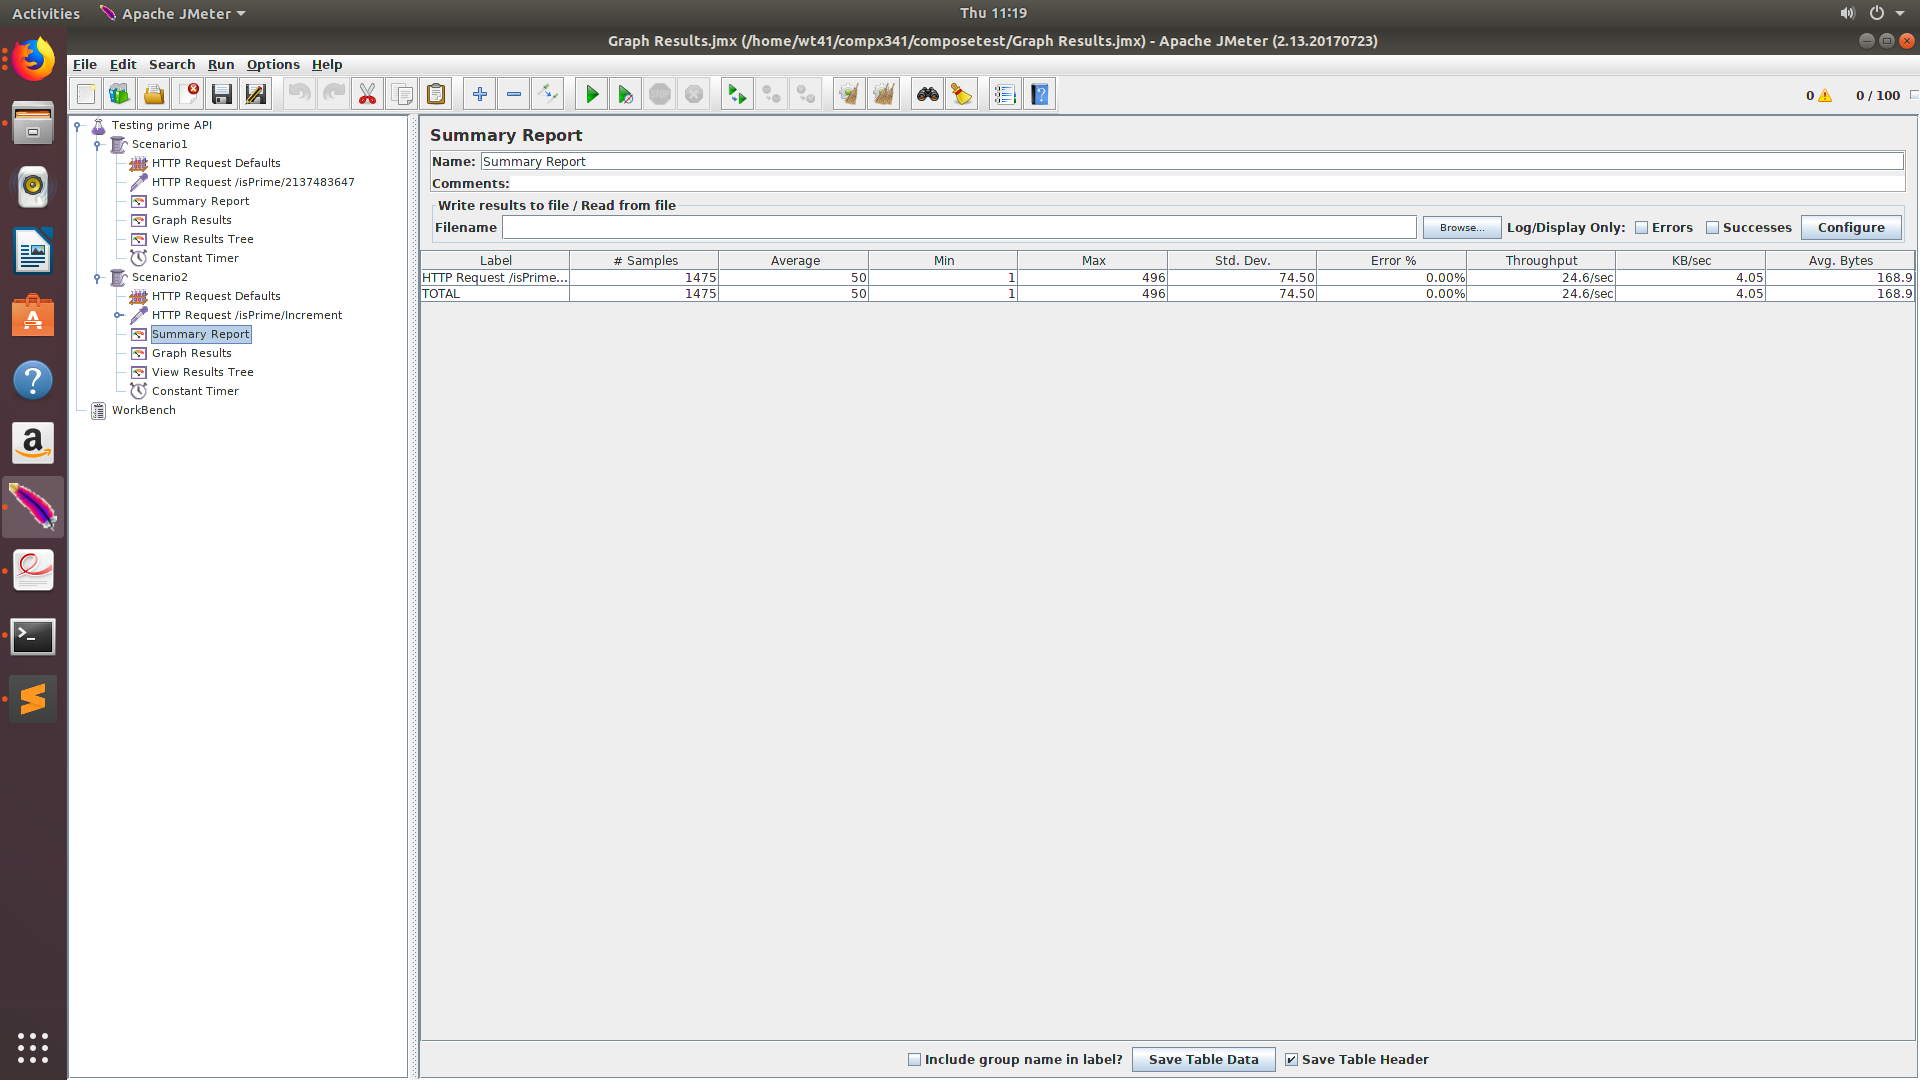 Activities Apache JMeter Thu 11:19
Graph Results.jmx (/home/wt41/compx341/composetest/Graph Results.jmx) - Apache JMeter (2.13.20170723)
File Edit Search Run Options Help
STOP 0 0 / 100
Testing prime API
Scenario1
HTTP Request Defaults
HTTP Request /isPrime/2137483647
Summary Report
Graph Results
View Results Tree
Constant Timer
Scenario2
HTTP Request Defaults
HTTP Request /isPrime/Increment
Summary Report
Graph Results
View Results Tree
Constant Timer
WorkBench
Summary Report
Name: Summary Report
Comments:
Write results to file / Read from file
Filename Browse... Log/Display Only: Errors Successes Configure
Label # Samples Average Min Max Std. Dev. Error % Throughput KB/sec Avg. Bytes
HTTP Request /isPrime... 1475 50 1 496 74.50 0.00% 24.6/sec 4.05 168.9
TOTAL 1475 50 1 496 74.50 0.00% 24.6/sec 4.05 168.9
Include group name in label? Save Table Data Save Table Header